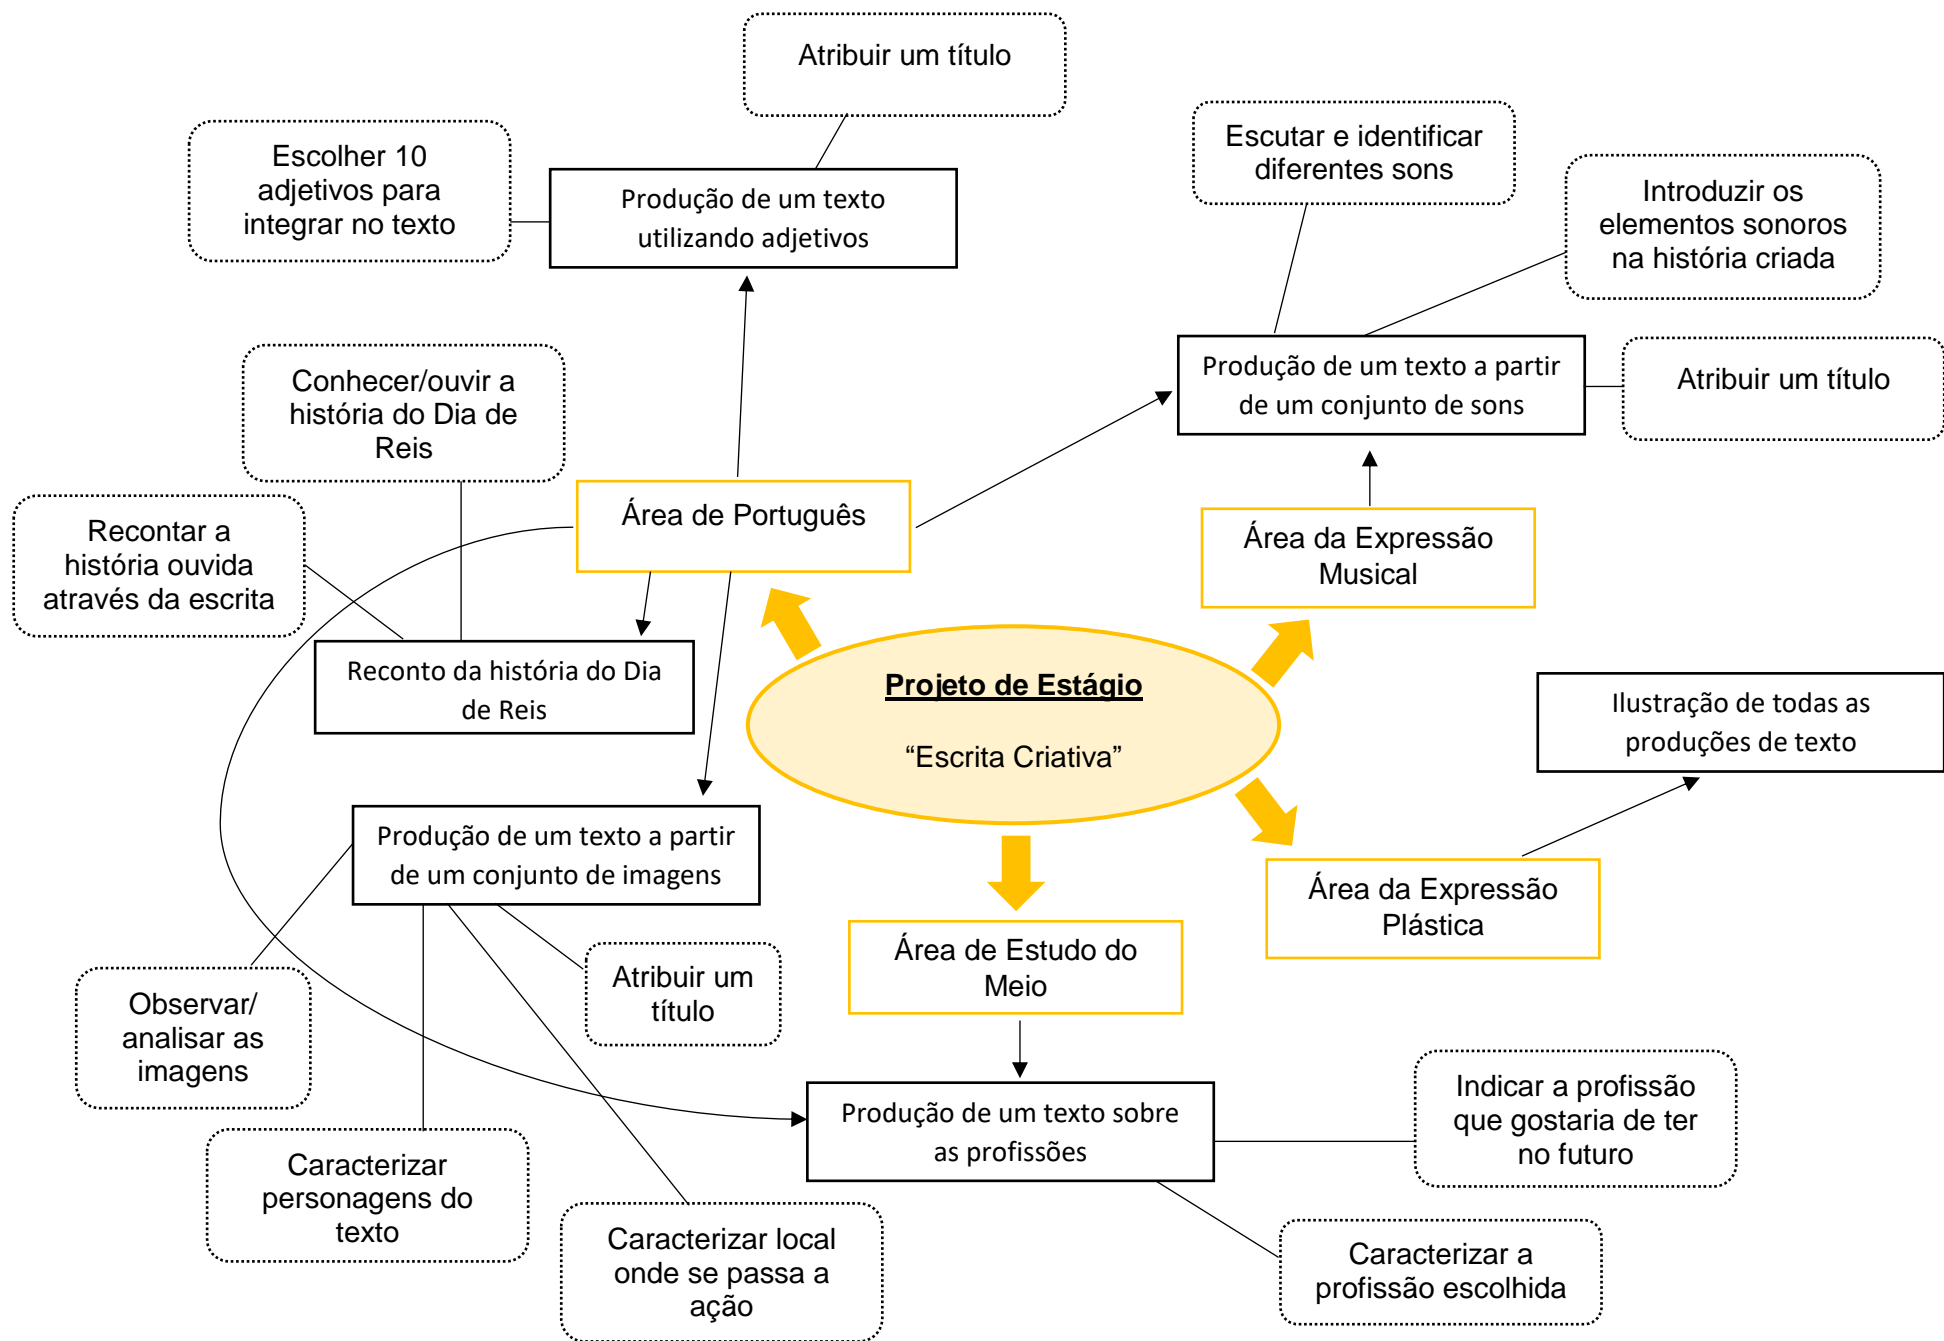 Atribuir um título
Escolher 10
adjetivos para
integrar no texto
Produção de um texto
utilizando adjetivos
Escutar e identificar
diferentes sons
Introduzir os
elementos sonoros
na história criada
Produção de um texto a partir
de um conjunto de sons
Atribuir um título
Conhecer/ouvir a
história do Dia de
Reis
Recontar a
história ouvida
através da escrita
Área de Português
Área da Expressão
Musical
Reconto da história do Dia
de Reis
Projeto de Estágio
“Escrita Criativa”
Ilustração de todas as
produções de texto
Produção de um texto a partir
de um conjunto de imagens
Área da Expressão
Plástica
Área de Estudo do
Meio
Atribuir um
título
Observar/
analisar as
imagens
Caracterizar
personagens do
texto
Caracterizar local
onde se passa a
ação
Produção de um texto sobre
as profissões
Indicar a profissão
que gostaria de ter
no futuro
Caracterizar a
profissão escolhida